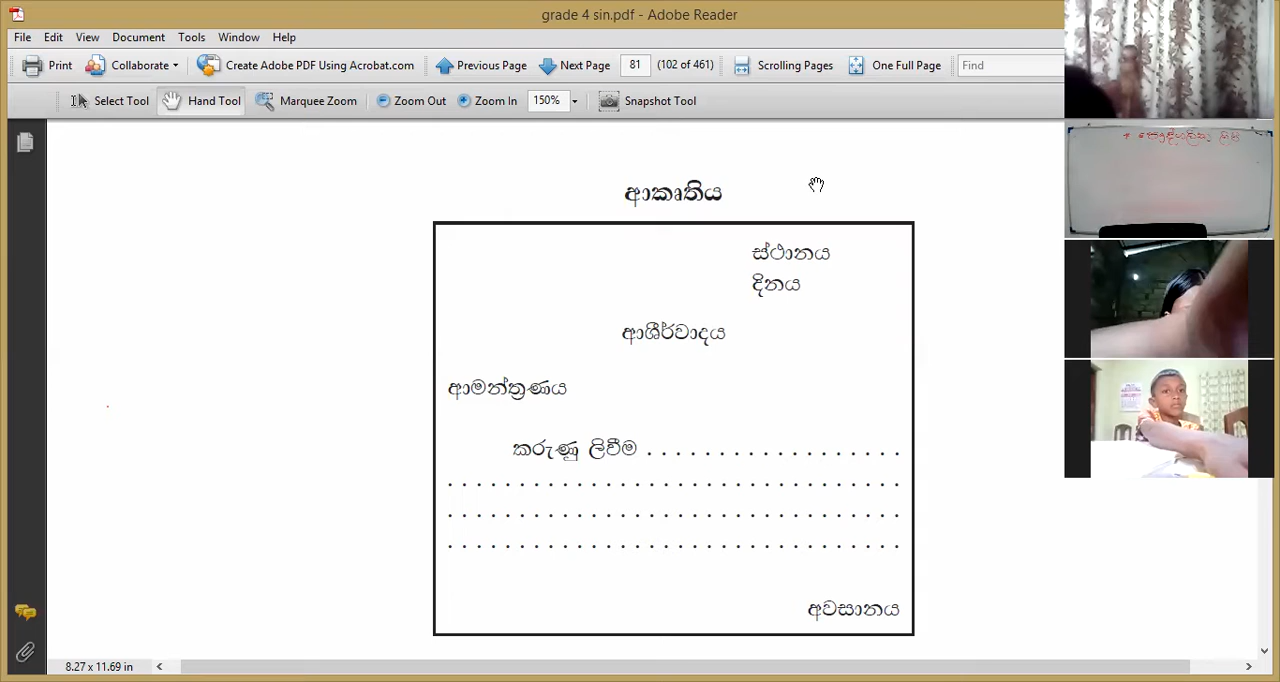 grade 4 sin.pdf - Adobe Reader
File Edit View Document Tools Window Help
Print Collaborate Create Adobe PDF Using Acrobat.com Previous Page Next Page 81 (102 of 461) Scrolling Pages One Full Page Find
Select Tool Hand Tool Marquee Zoom Zoom Out Zoom In 150% Snapshot Tool
* පෞද්ගලික ලිපි
ආකෘතිය
ස්ථානය
දිනය
ආශීර්වාදය
ආමන්ත්‍රණය
කරුණු ලිවීම . . . . . . . . . . . . . . . . . .
. . . . . . . . . . . . . . . . . . . . . . . . . . . . . . . .
. . . . . . . . . . . . . . . . . . . . . . . . . . . . . . . .
. . . . . . . . . . . . . . . . . . . . . . . . . . . . . . . .
අවසානය
8.27 x 11.69 in